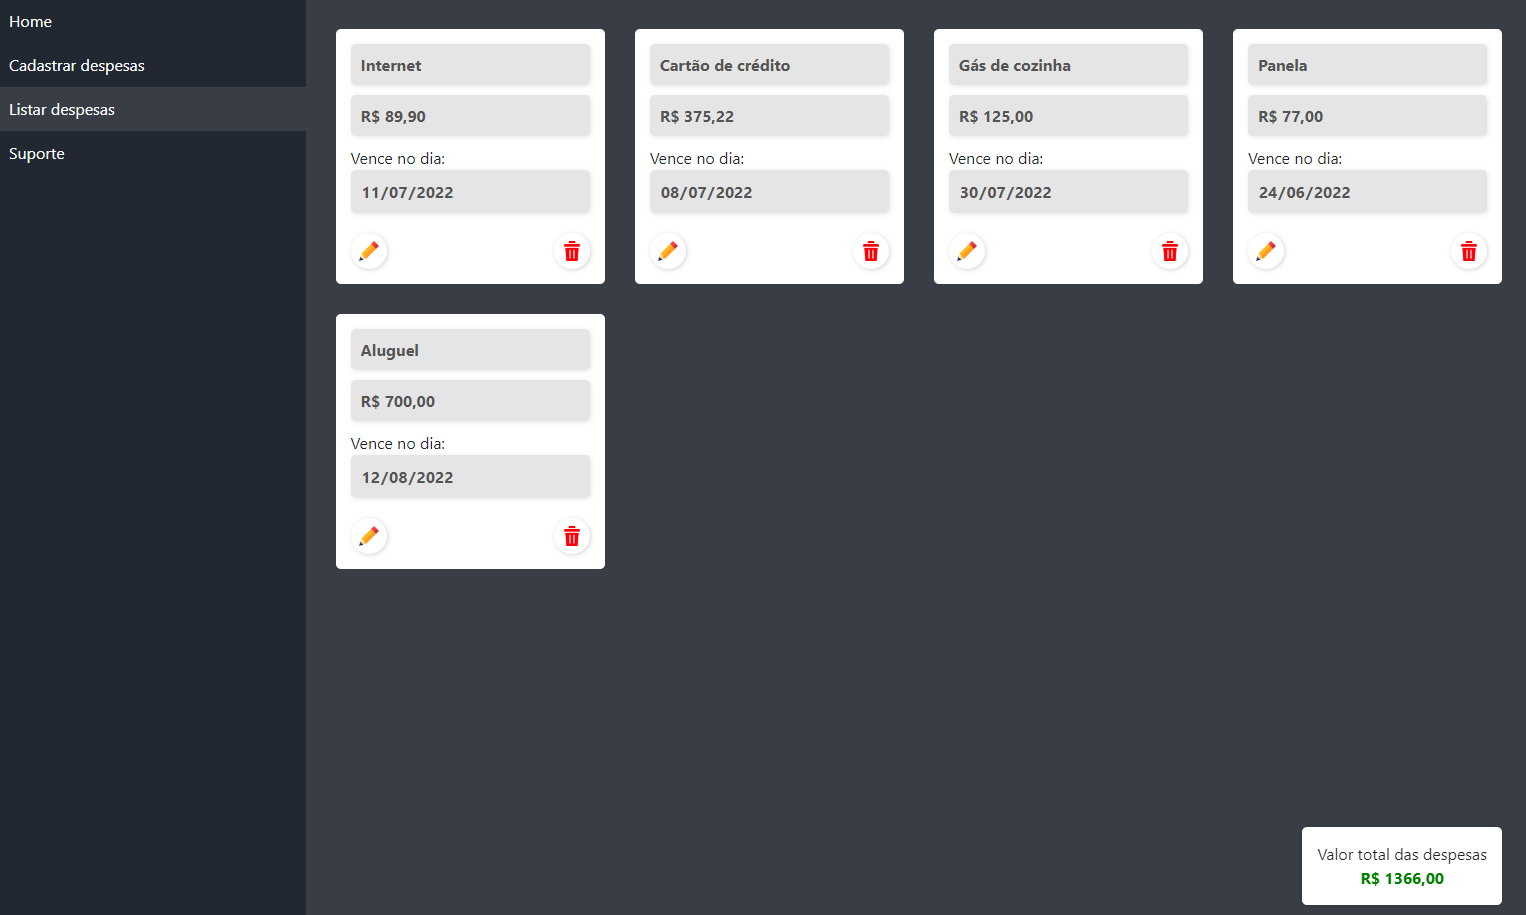 Home
Cadastrar despesas
Listar despesas
Suporte
Internet
R$ 89,90
Vence no dia:
11/07/2022
Cartão de crédito
R$ 375,22
Vence no dia:
08/07/2022
Gás de cozinha
R$ 125,00
Vence no dia:
30/07/2022
Panela
R$ 77,00
Vence no dia:
24/06/2022
Aluguel
R$ 700,00
Vence no dia:
12/08/2022
Valor total das despesas
R$ 1366,00